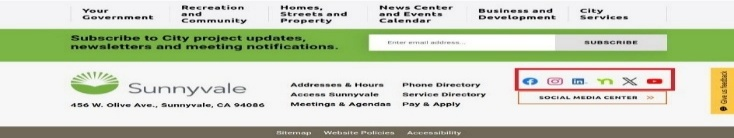 Your Government
Recreation and Community
Homes, Streets and Property
News Center and Events Calendar
Business and Development
City Services
Subscribe to City project updates, newsletters and meeting notifications.
Enter email address...
SUBSCRIBE
Sunnyvale
456 W. Olive Ave., Sunnyvale, CA 94086
Addresses & Hours
Access Sunnyvale
Meetings & Agendas
Phone Directory
Service Directory
Pay & Apply
SOCIAL MEDIA CENTER >>
Give us feedback
Sitemap Website Policies Accessibility